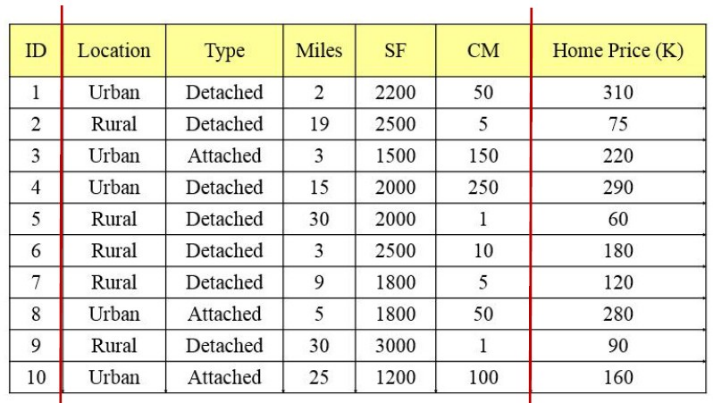 ID Location Type Miles SF CM Home Price (K)
1 Urban Detached 2 2200 50 310
2 Rural Detached 19 2500 5 75
3 Urban Attached 3 1500 150 220
4 Urban Detached 15 2000 250 290
5 Rural Detached 30 2000 1 60
6 Rural Detached 3 2500 10 180
7 Rural Detached 9 1800 5 120
8 Urban Attached 5 1800 50 280
9 Rural Detached 30 3000 1 90
10 Urban Attached 25 1200 100 160